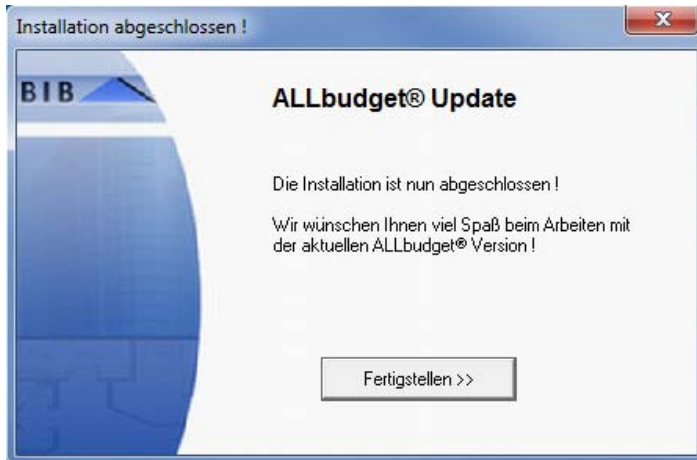 Installation abgeschlossen !
BIB
ALLbudget® Update
Die Installation ist nun abgeschlossen !
Wir wünschen Ihnen viel Spaß beim Arbeiten mit
der aktuellen ALLbudget® Version !
Fertigstellen >>